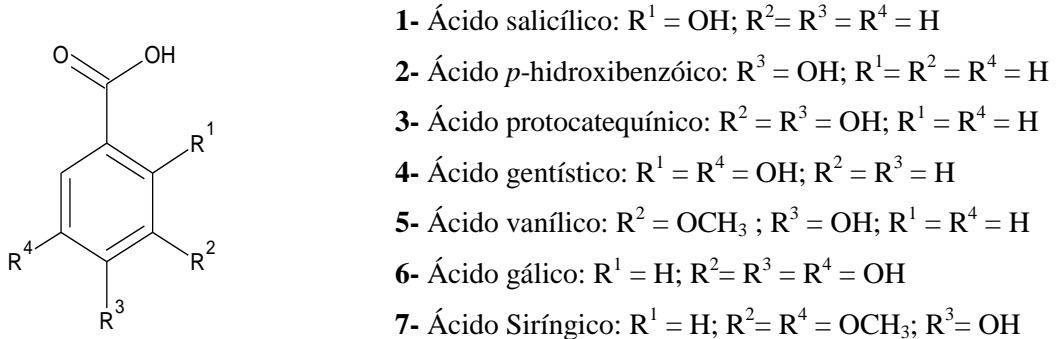 O
OH
R¹
R²
R³
R⁴
1- Ácido salicílico: R¹ = OH; R²= R³ = R⁴ = H
2- Ácido p-hidroxibenzóico: R³ = OH; R¹= R² = R⁴ = H
3- Ácido protocatequínico: R² = R³ = OH; R¹ = R⁴ = H
4- Ácido gentístico: R¹ = R⁴ = OH; R² = R³ = H
5- Ácido vanílico: R² = OCH₃ ; R³ = OH; R¹ = R⁴ = H
6- Ácido gálico: R¹ = H; R²= R³ = R⁴ = OH
7- Ácido Siríngico: R¹ = H; R²= R⁴ = OCH₃; R³= OH